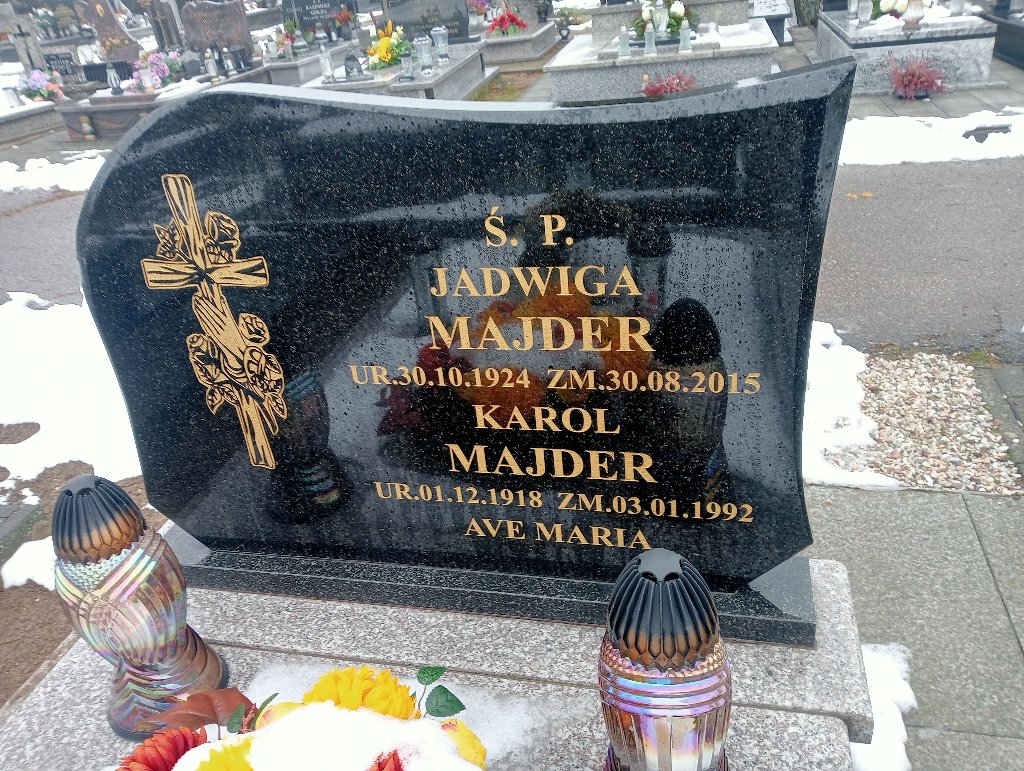 Ś. P.
JADWIGA
MAJDER
UR.30.10.1924 ZM.30.08.2015
KAROL
MAJDER
UR.01.12.1918 ZM.03.01.1992
AVE MARIA